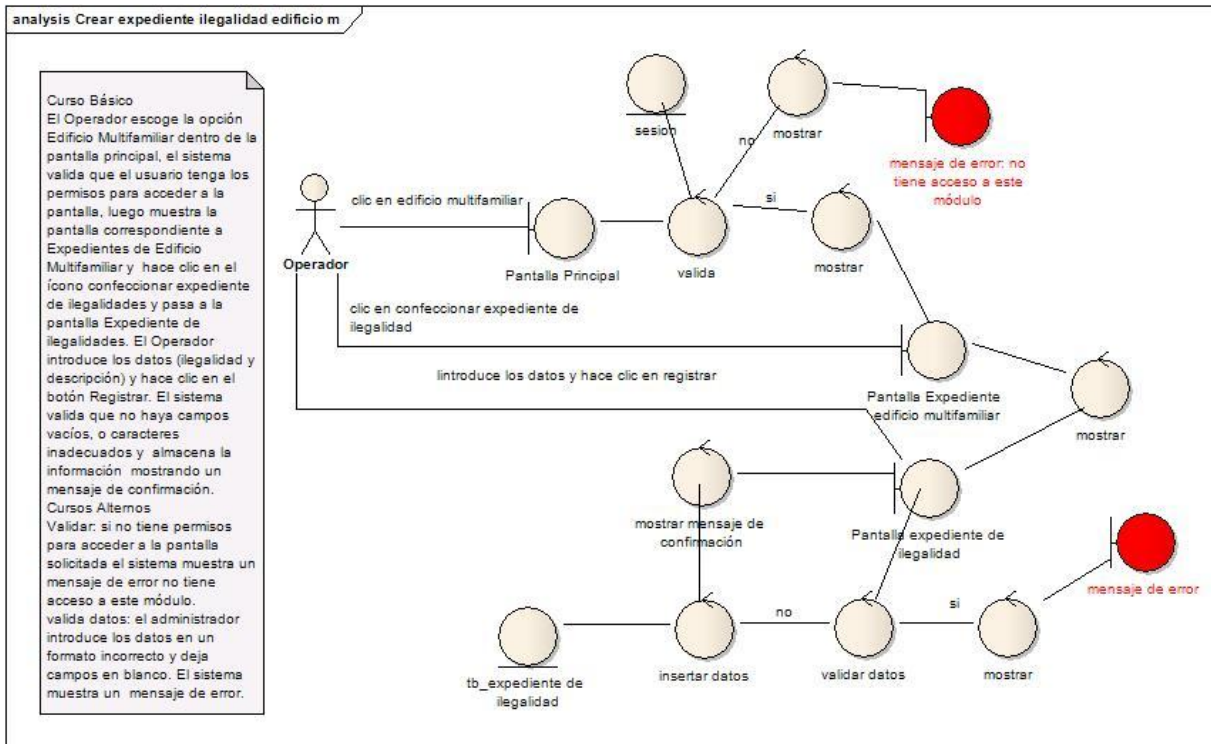 analysis Crear expediente ilegalidad edificio m
Curso Básico
El Operador escoge la opción
Edificio Multifamiliar dentro de la
pantalla principal, el sistema
valida que el usuario tenga los
permisos para acceder a la
pantalla, luego muestra la
pantalla correspondiente a
Expedientes de Edificio
Multifamiliar y hace clic en el
ícono confeccionar expediente
de ilegalidades y pasa a la
pantalla Expediente de
ilegalidades. El Operador
introduce los datos (ilegalidad y
descripción) y hace clic en el
botón Registrar. El sistema
valida que no haya campos
vacíos, o caracteres
inadecuados y almacena la
información mostrando un
mensaje de confirmación.
Cursos Alternos
Validar: si no tiene permisos
para acceder a la pantalla
solicitada el sistema muestra un
mensaje de error no tiene
acceso a este módulo.
valida datos: el administrador
introduce los datos en un
formato incorrecto y deja
campos en blanco. El sistema
muestra un mensaje de error.
sesion
no
mostrar
mensaje de error: no
tiene acceso a este
módulo
clic en edificio multifamiliar
si
Operador
Pantalla Principal
valida
mostrar
clic en confeccionar expediente de
ilegalidad
lintroduce los datos y hace clic en registrar
Pantalla Expediente
edificio multifamiliar
mostrar
mostrar mensaje de
confirmación
Pantalla expediente de
ilegalidad
mensaje de error
no
si
tb_expediente de
ilegalidad
insertar datos
validar datos
mostrar